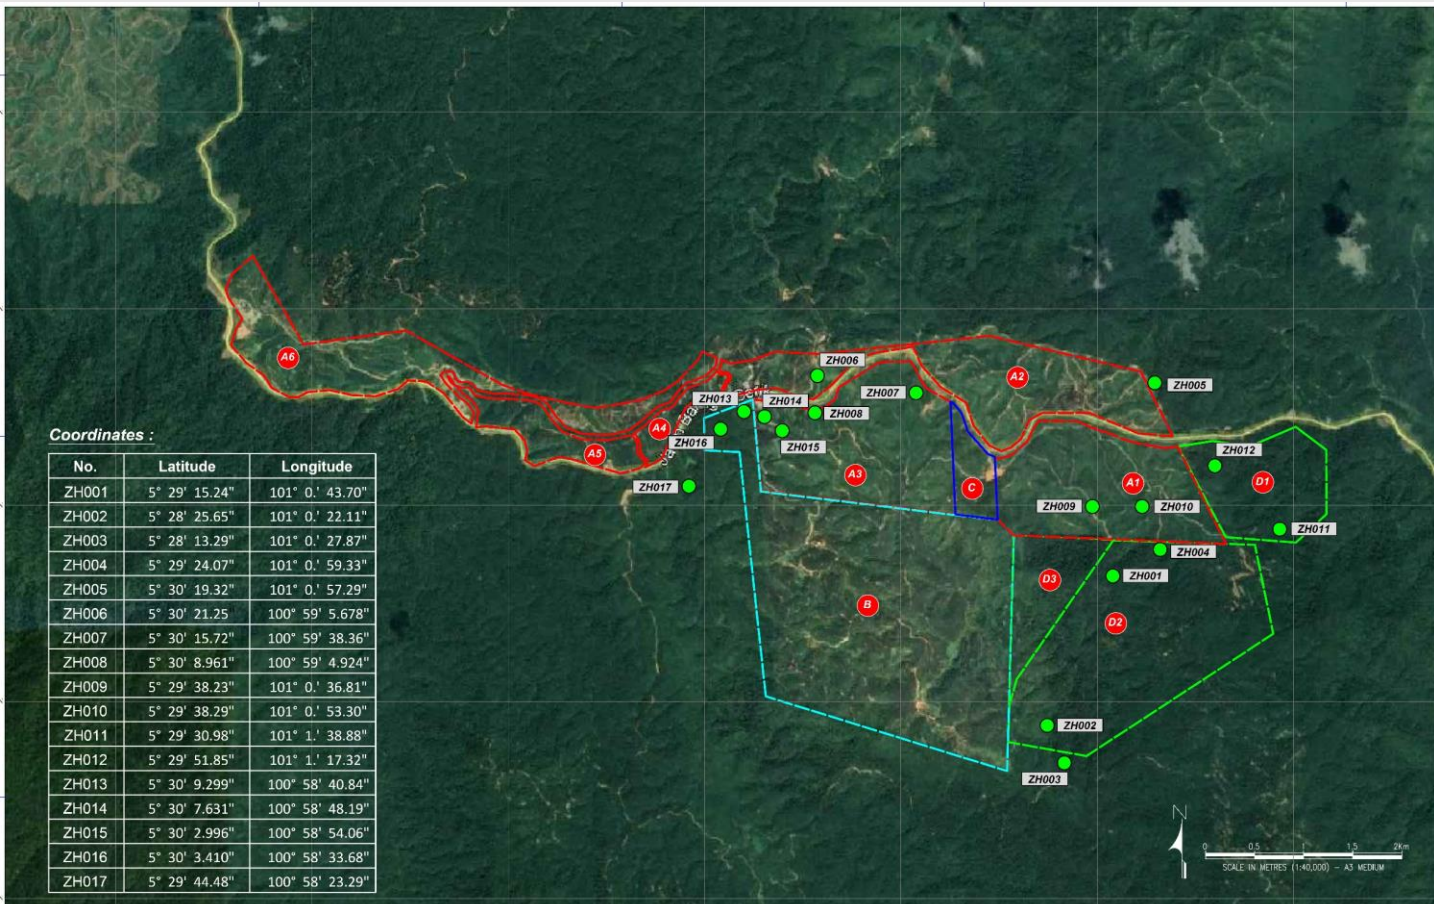 A6
A5
A4
ZH013
ZH014
ZH006
ZH008
ZH007
A2
ZH005
ZH016
ZH015
ZH017
A3
C
A1
ZH009
ZH010
ZH012
D1
ZH011
ZH004
ZH001
D3
D2
B
ZH002
ZH003
Coordinates :
No. Latitude Longitude
ZH001 5° 29' 15.24" 101° 0.' 43.70"
ZH002 5° 28' 25.65" 101° 0.' 22.11"
ZH003 5° 28' 13.29" 101° 0.' 27.87"
ZH004 5° 29' 24.07" 101° 0.' 59.33"
ZH005 5° 30' 19.32" 101° 0.' 57.29"
ZH006 5° 30' 21.25 100° 59' 5.678"
ZH007 5° 30' 15.72" 100° 59' 38.36"
ZH008 5° 30' 8.961" 100° 59' 4.924"
ZH009 5° 29' 38.23" 101° 0.' 36.81"
ZH010 5° 29' 38.29" 101° 0.' 53.30"
ZH011 5° 29' 30.98" 101° 1.' 38.88"
ZH012 5° 29' 51.85" 101° 1.' 17.32"
ZH013 5° 30' 9.299" 100° 58' 40.84"
ZH014 5° 30' 7.631" 100° 58' 48.19"
ZH015 5° 30' 2.996" 100° 58' 54.06"
ZH016 5° 30' 3.410" 100° 58' 33.68"
ZH017 5° 29' 44.48" 100° 58' 23.29"
N
0 0.5 1 1.5 2Km
SCALE IN METRES (1:40,000) - A3 MEDIUM